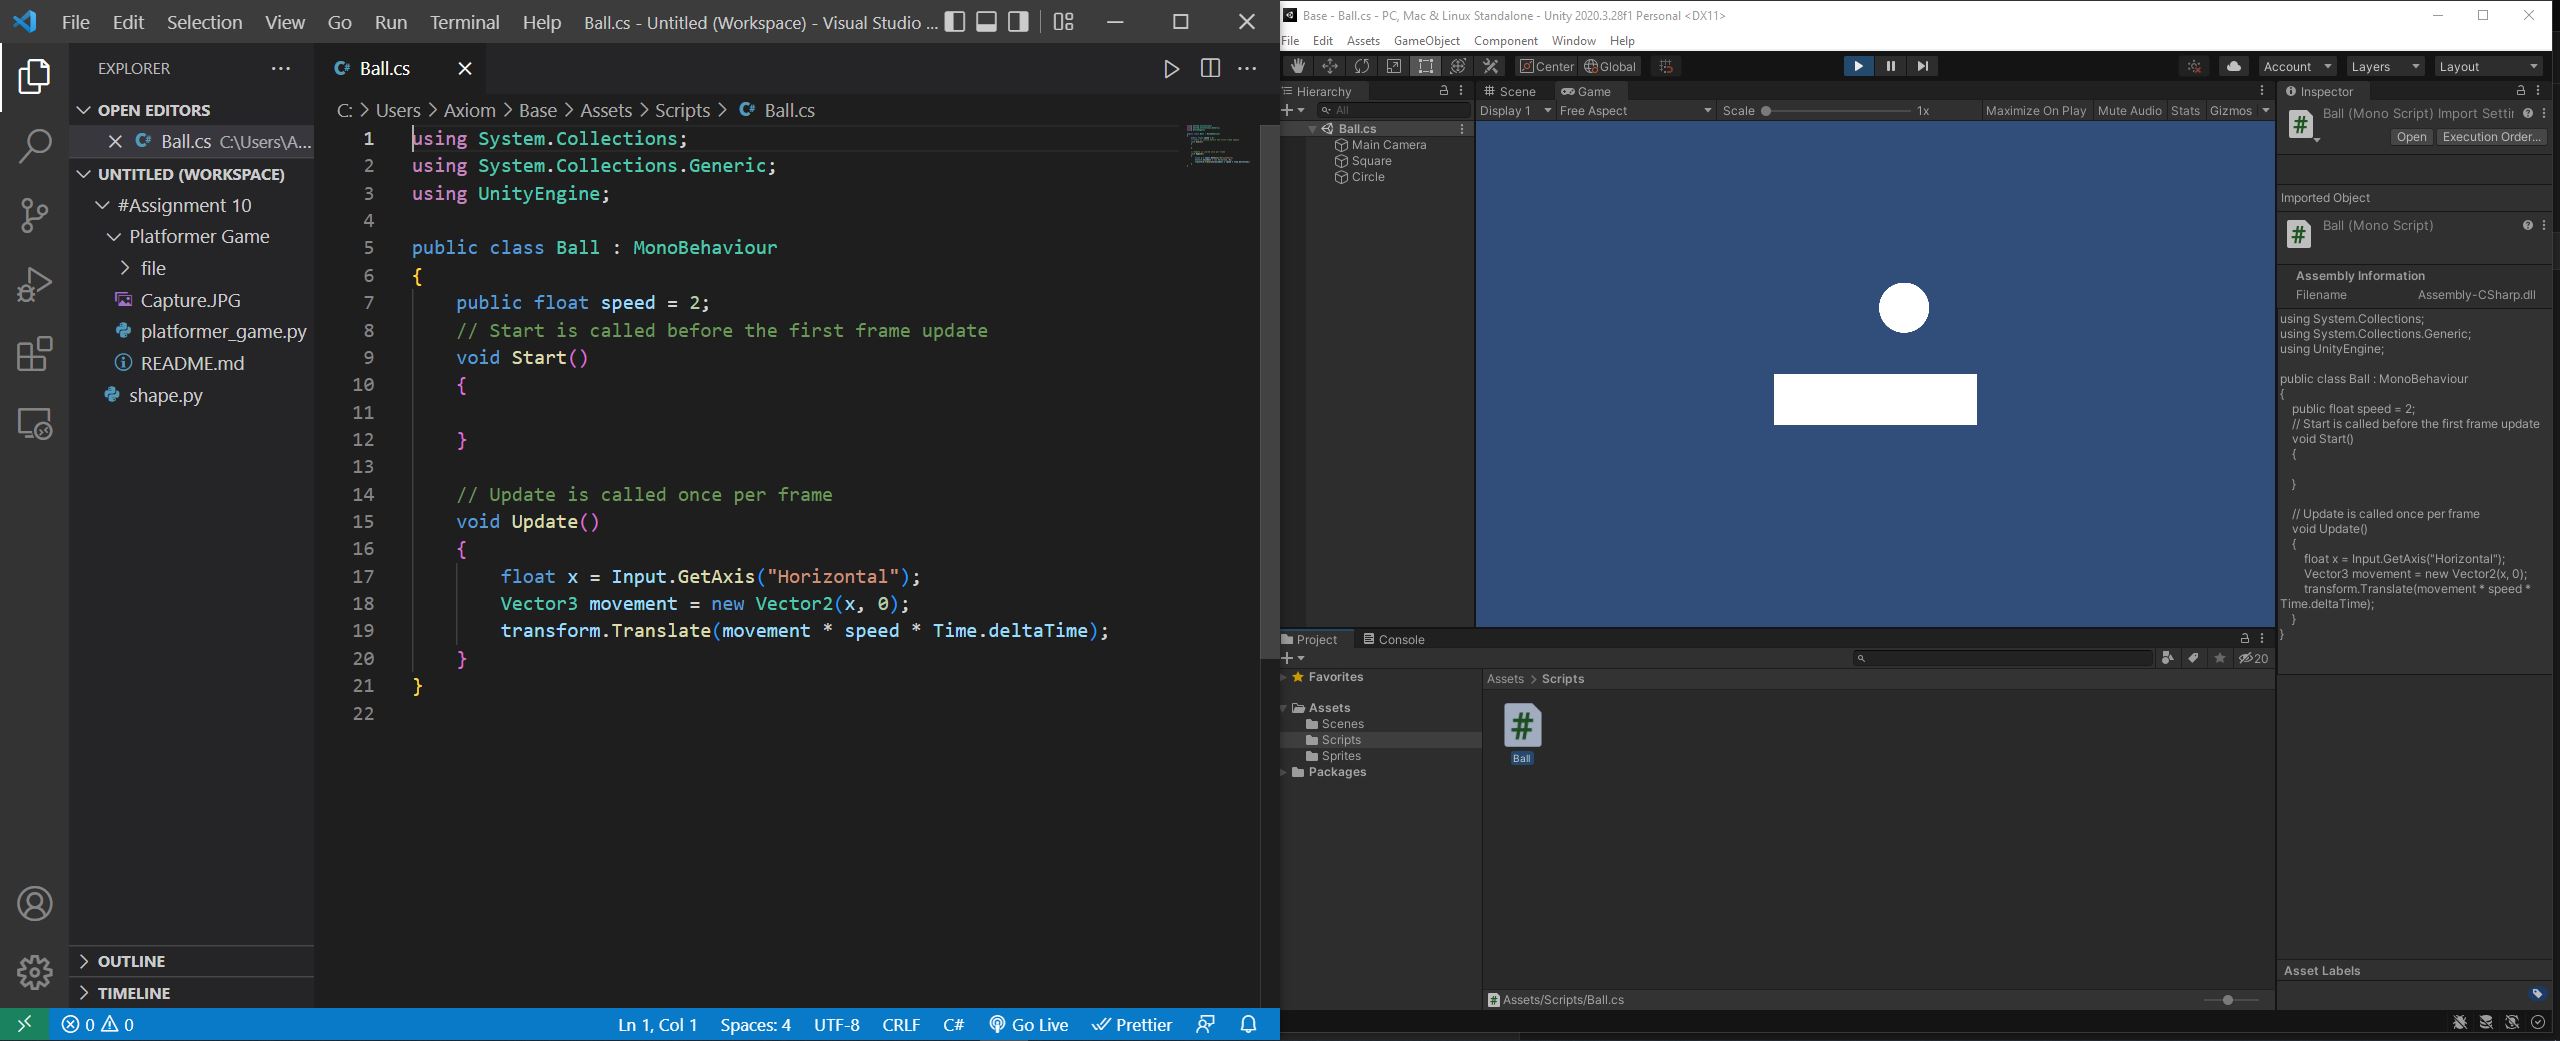 File Edit Selection View Go Run Terminal Help Ball.cs - Untitled (Workspace) - Visual Studio ...
EXPLORER
OPEN EDITORS
Ball.cs C:\Users\A...
UNTITLED (WORKSPACE)
#Assignment 10
Platformer Game
file
Capture.JPG
platformer_game.py
README.md
shape.py
OUTLINE
TIMELINE
Ball.cs
C: > Users > Axiom > Base > Assets > Scripts > Ball.cs
1 using System.Collections;
2 using System.Collections.Generic;
3 using UnityEngine;
4
5 public class Ball : MonoBehaviour
6 {
7 public float speed = 2;
8 // Start is called before the first frame update
9 void Start()
10 {
11
12 }
13
14 // Update is called once per frame
15 void Update()
16 {
17 float x = Input.GetAxis("Horizontal");
18 Vector3 movement = new Vector2(x, 0);
19 transform.Translate(movement * speed * Time.deltaTime);
20 }
21 }
22
0 0 Ln 1, Col 1 Spaces: 4 UTF-8 CRLF C# Go Live Prettier
Base - Ball.cs - PC, Mac & Linux Standalone - Unity 2020.3.28f1 Personal <DX11>
File Edit Assets GameObject Component Window Help
Center Global Account Layers Layout
Hierarchy
All
Ball.cs
Main Camera
Square
Circle
Scene Game
Display 1 Free Aspect Scale 1x Maximize On Play Mute Audio Stats Gizmos
Inspector
Ball (Mono Script) Import Settir
Open Execution Order...
Imported Object
Ball (Mono Script)
Assembly Information
Filename Assembly-CSharp.dll
using System.Collections;
using System.Collections.Generic;
using UnityEngine;
public class Ball : MonoBehaviour
{
public float speed = 2;
// Start is called before the first frame update
void Start()
{
}
// Update is called once per frame
void Update()
{
float x = Input.GetAxis("Horizontal");
Vector3 movement = new Vector2(x, 0);
transform.Translate(movement * speed *
Time.deltaTime);
}
}
Asset Labels
Project Console
20
Favorites
Assets
Scenes
Scripts
Sprites
Packages
Assets > Scripts
#
Ball
Assets/Scripts/Ball.cs